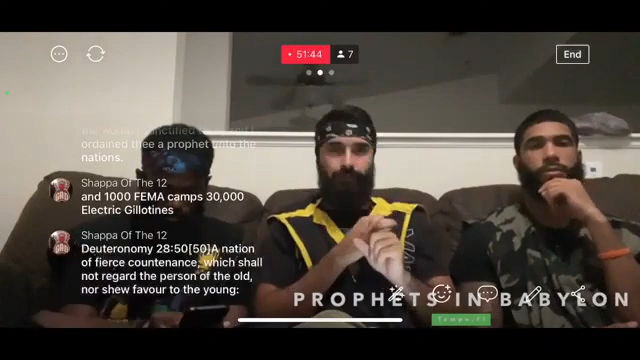 51:44
7
End
ordained thee a prophet unto the
nations.
Shappa Of The 12
and 1000 FEMA camps 30,000
Electric Gillotines
Shappa Of The 12
Deuteronomy 28:50[50]A nation
of fierce countenance, which shall
not regard the person of the old,
nor shew favour to the young:
PROPHETS IN BABYLON